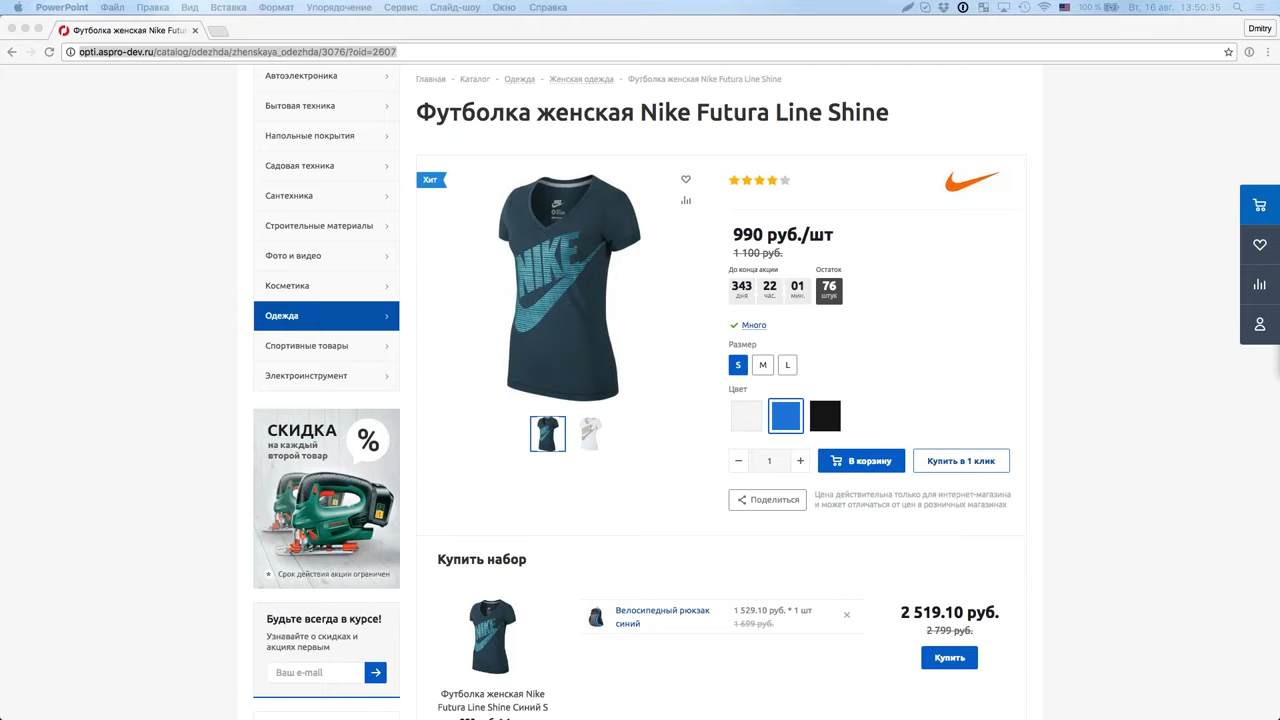 PowerPoint Файл Правка Вид Вставка Формат Упорядочение Сервис Слайд-шоу Окно Справка 100 % Вт, 16 авг. 13:50:35
Футболка женская Nike Futur
Dmitry
opti.aspro-dev.ru/catalog/odezhda/zhenskaya_odezhda/3076/?oid=2607
Автоэлектроника
Бытовая техника
Напольные покрытия
Садовая техника
Сантехника
Строительные материалы
Фото и видео
Косметика
Одежда
Спортивные товары
Электроинструмент
СКИДКА
на каждый
второй товар
%
* Срок действия акции ограничен
Будьте всегда в курсе!
Узнавайте о скидках и
акциях первым
Ваш e-mail
Главная - Каталог - Одежда - Женская одежда - Футболка женская Nike Futura Line Shine
Футболка женская Nike Futura Line Shine
Хит
NIKE
990 руб./шт
1 100 руб.
До конца акции Остаток
343 22 01 76
дня час. мин. штук
Много
Размер
S M L
Цвет
− 1 + В корзину Купить в 1 клик
Поделиться
Цена действительна только для интернет-магазина
и может отличаться от цен в розничных магазинах
Купить набор
Велосипедный рюкзак
синий
1 529.10 руб. * 1 шт
1 699 руб.
2 519.10 руб.
2 799 руб.
Купить
Футболка женская Nike
Futura Line Shine Синий S